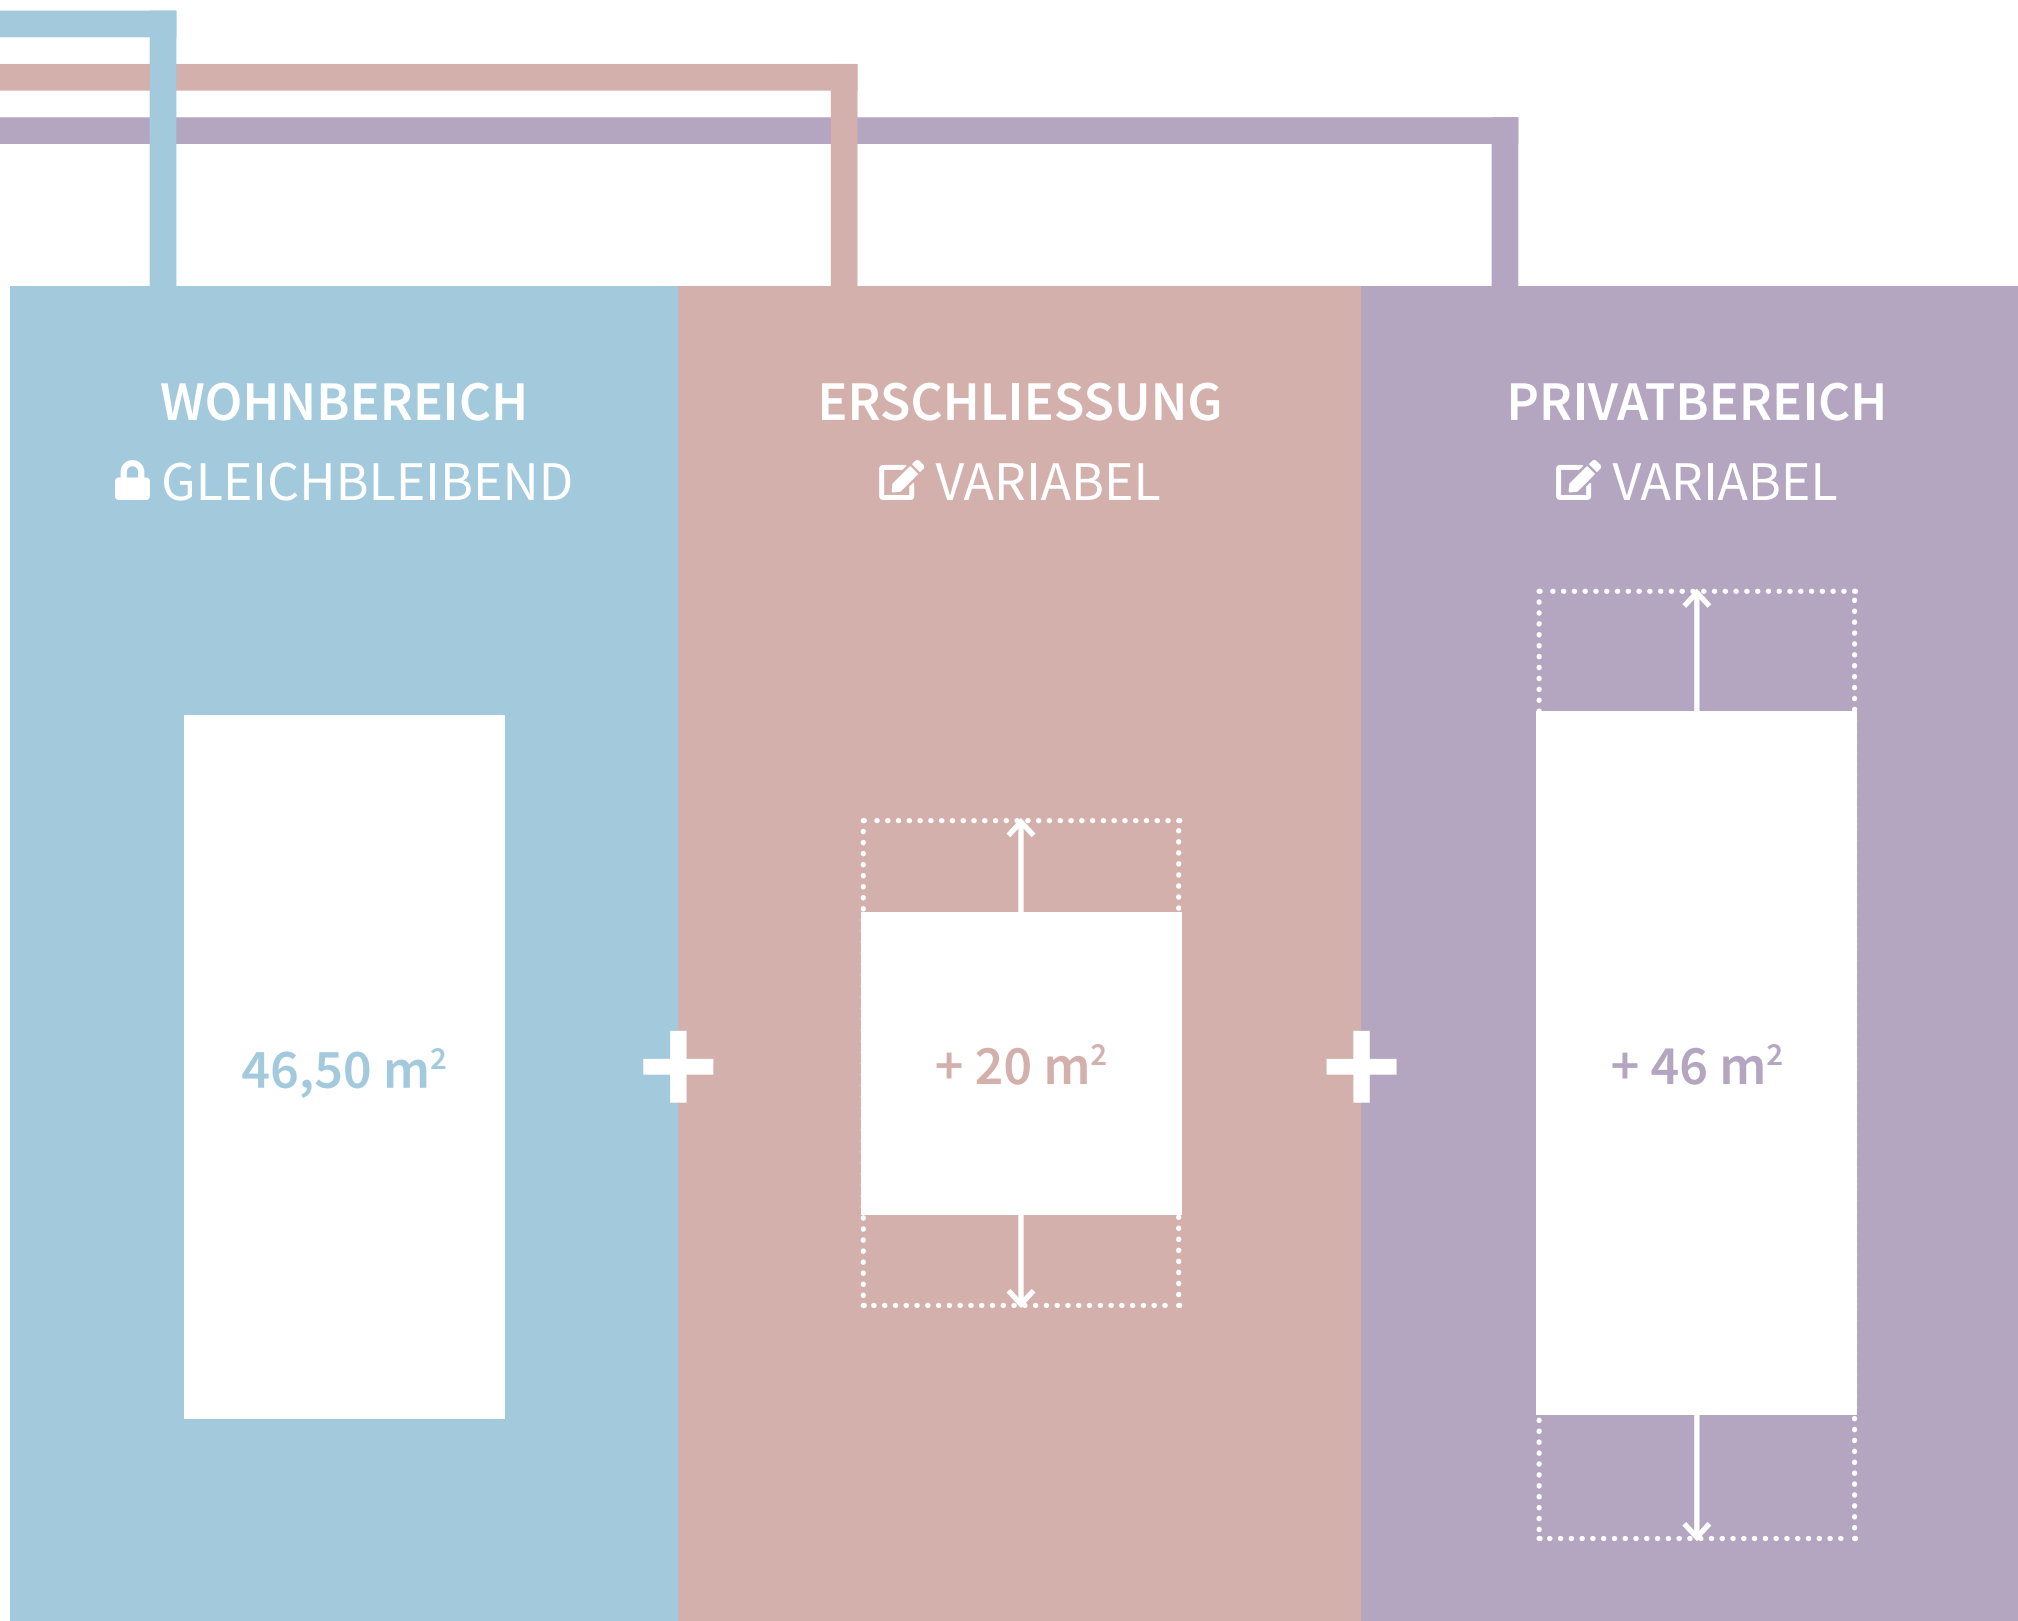 WOHNBEREICH
GLEICHBLEIBEND
46,50 m²
+
ERSCHLIESSUNG
VARIABEL
+ 20 m²
+
PRIVATBEREICH
VARIABEL
+ 46 m²